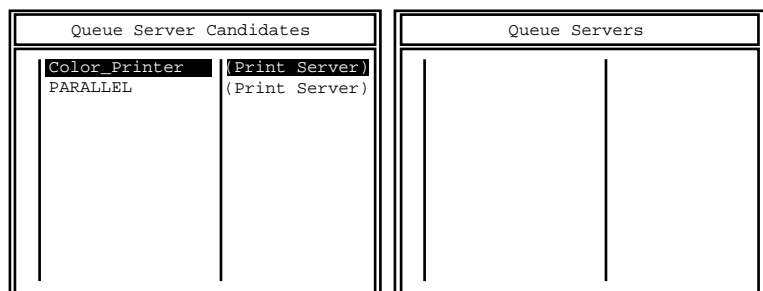 Queue Server Candidates
Queue Servers
Color_Printer (Print Server)
PARALLEL (Print Server)